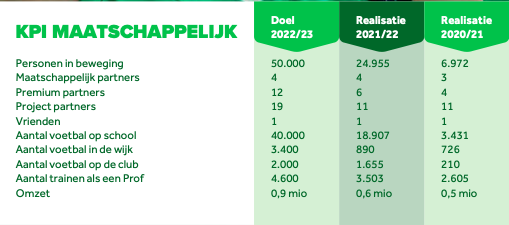 KPI MAATSCHAPPELIJK
Doel 2022/23 Realisatie 2021/22 Realisatie 2020/21
Personen in beweging 50.000 24.955 6.972
Maatschappelijk partners 4 4 3
Premium partners 12 6 4
Project partners 19 11 11
Vrienden 1 1 1
Aantal voetbal op school 40.000 18.907 3.431
Aantal voetbal in de wijk 3.400 890 726
Aantal voetbal op de club 2.000 1.655 210
Aantal trainen als een Prof 4.600 3.503 2.605
Omzet 0,9 mio 0,6 mio 0,5 mio